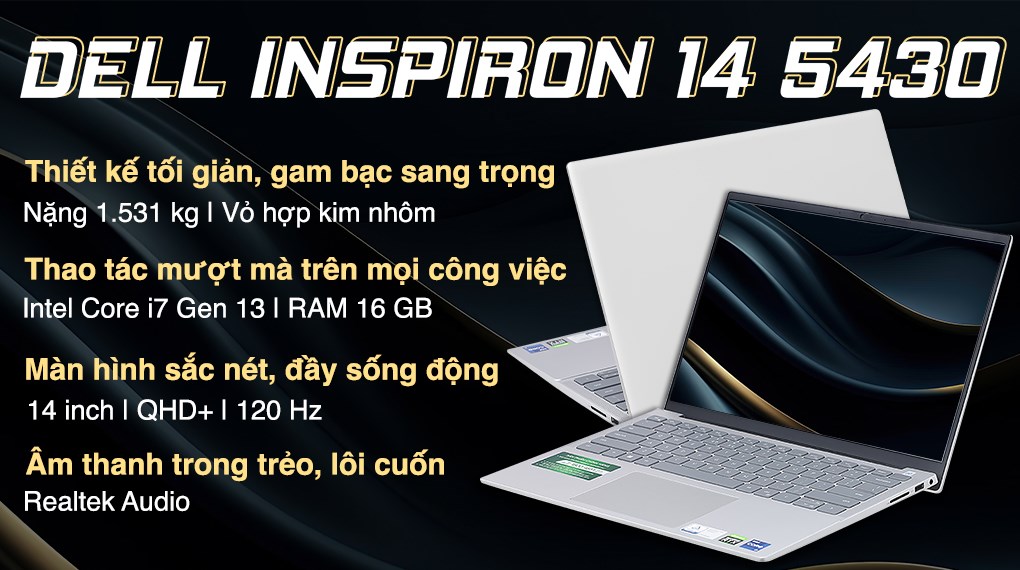 DELL INSPIRON 14 5430
Thiết kế tối giản, gam bạc sang trọng
Nặng 1.531 kg | Vỏ hợp kim nhôm
Thao tác mượt mà trên mọi công việc
Intel Core i7 Gen 13 | RAM 16 GB
Màn hình sắc nét, đầy sống động
14 inch | QHD+ | 120 Hz
Âm thanh trong trẻo, lôi cuốn
Realtek Audio
RTX